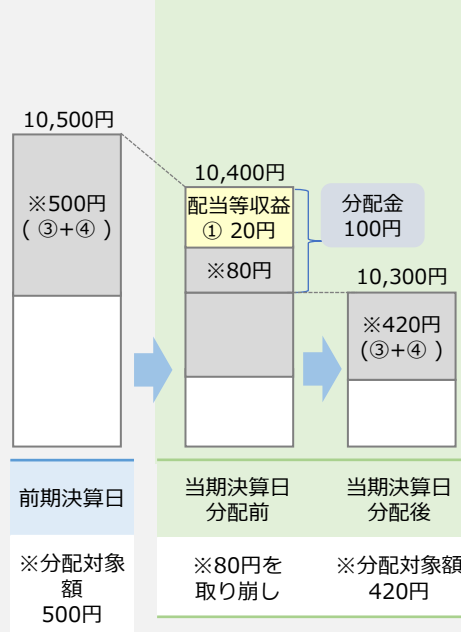 10,500円
※500円
( ③+④ )
10,400円
配当等収益
① 20円
※80円
分配金
100円
10,300円
※420円
(③+④ )
前期決算日
当期決算日
分配前
当期決算日
分配後
※分配対象
額
500円
※80円を
取り崩し
※分配対象額
420円